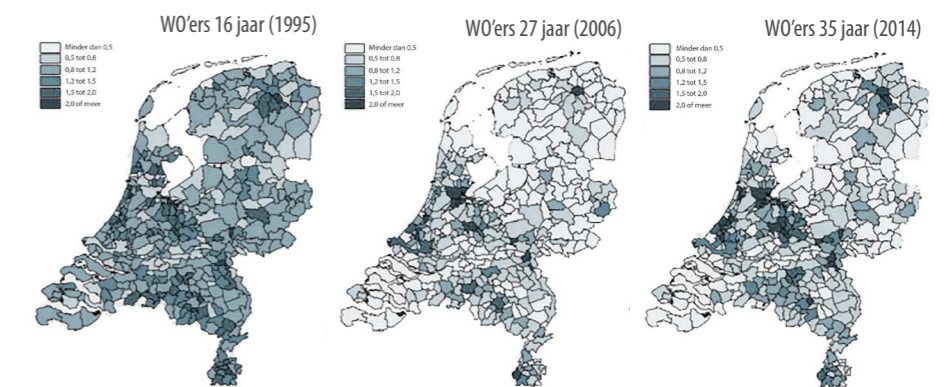 WO'ers 16 jaar (1995)
Minder dan 0,5
0,5 tot 0,8
0,8 tot 1,2
1,2 tot 1,5
1,5 tot 2,0
2,0 of meer
WO'ers 27 jaar (2006)
Minder dan 0,5
0,5 tot 0,8
0,8 tot 1,2
1,2 tot 1,5
1,5 tot 2,0
2,0 of meer
WO'ers 35 jaar (2014)
Minder dan 0,5
0,5 tot 0,8
0,8 tot 1,2
1,2 tot 1,5
1,5 tot 2,0
2,0 of meer